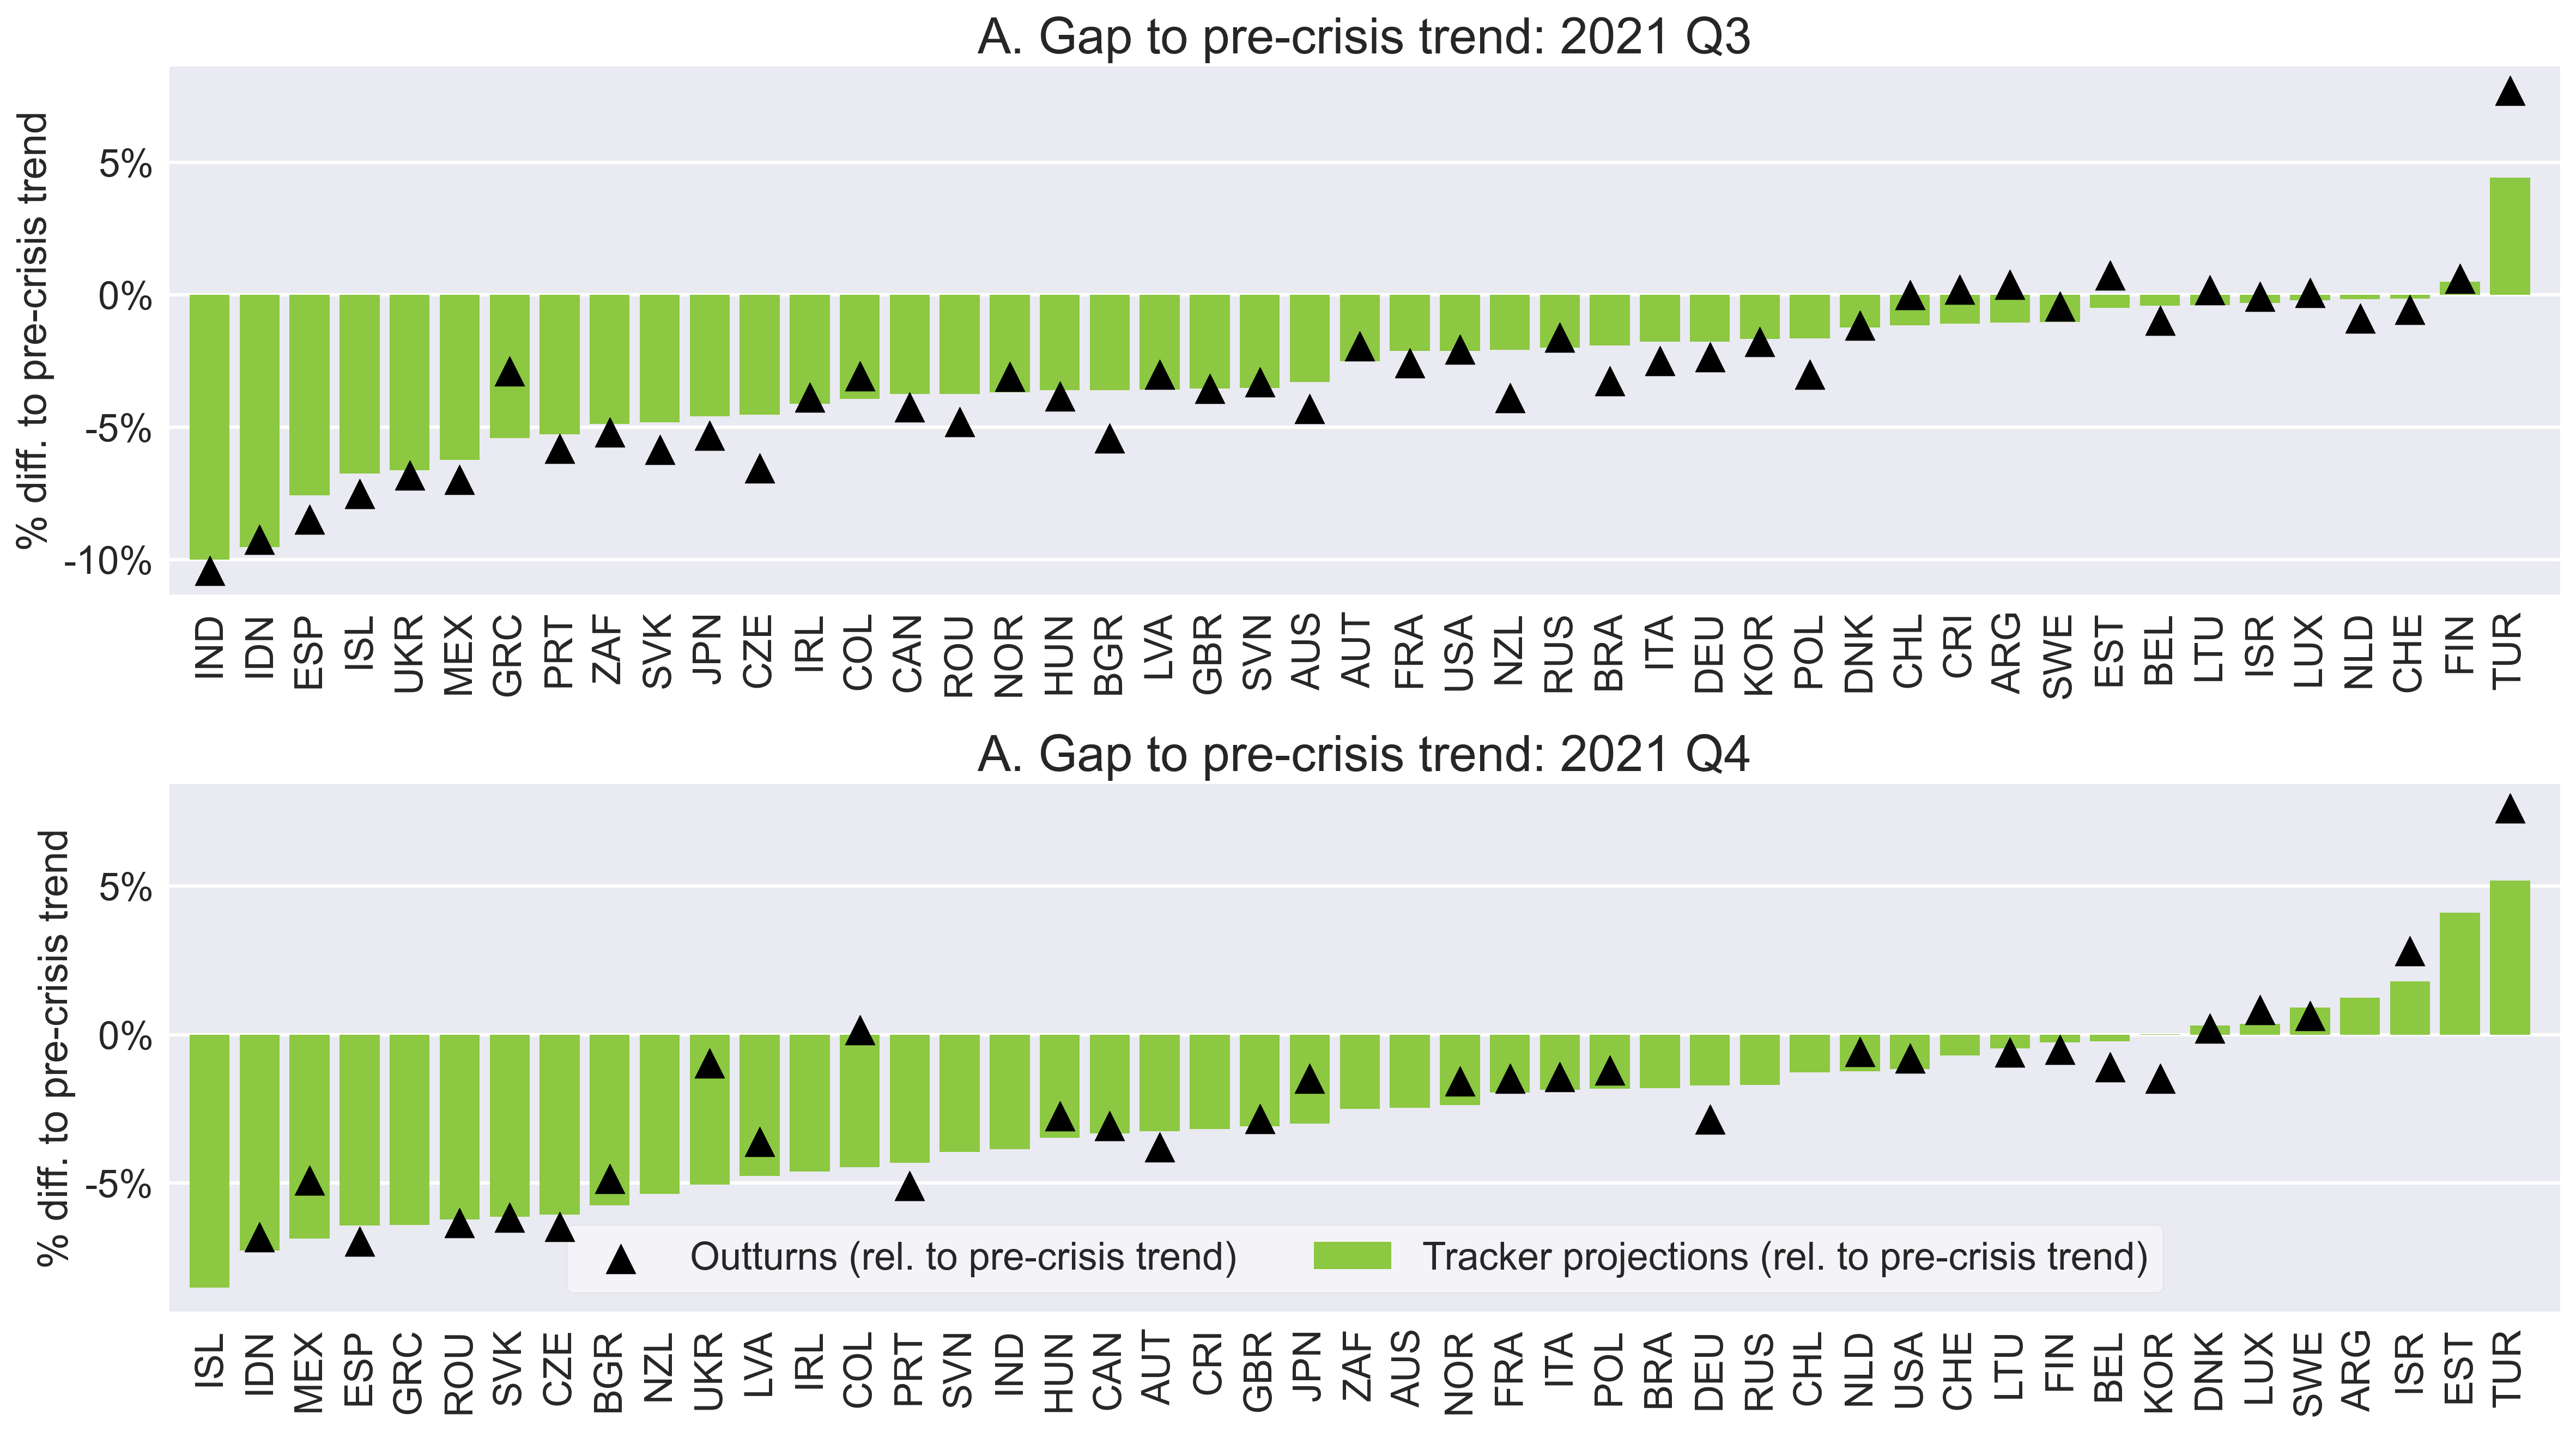 A. Gap to pre-crisis trend: 2021 Q3
% diff. to pre-crisis trend
5%
0%
-5%
-10%
IND IDN ESP ISL UKR MEX GRC PRT ZAF SVK JPN CZE IRL COL CAN ROU NOR HUN BGR LVA GBR SVN AUS AUT FRA USA NZL RUS BRA ITA DEU KOR POL DNK CHL CRI ARG SWE EST BEL LTU ISR LUX NLD CHE FIN TUR
A. Gap to pre-crisis trend: 2021 Q4
% diff. to pre-crisis trend
5%
0%
-5%
Outturns (rel. to pre-crisis trend) Tracker projections (rel. to pre-crisis trend)
ISL IDN MEX ESP GRC ROU SVK CZE BGR NZL UKR LVA IRL COL PRT SVN IND HUN CAN AUT CRI GBR JPN ZAF AUS NOR FRA ITA POL BRA DEU RUS CHL NLD USA CHE LTU FIN BEL KOR DNK LUX SWE ARG ISR EST TUR